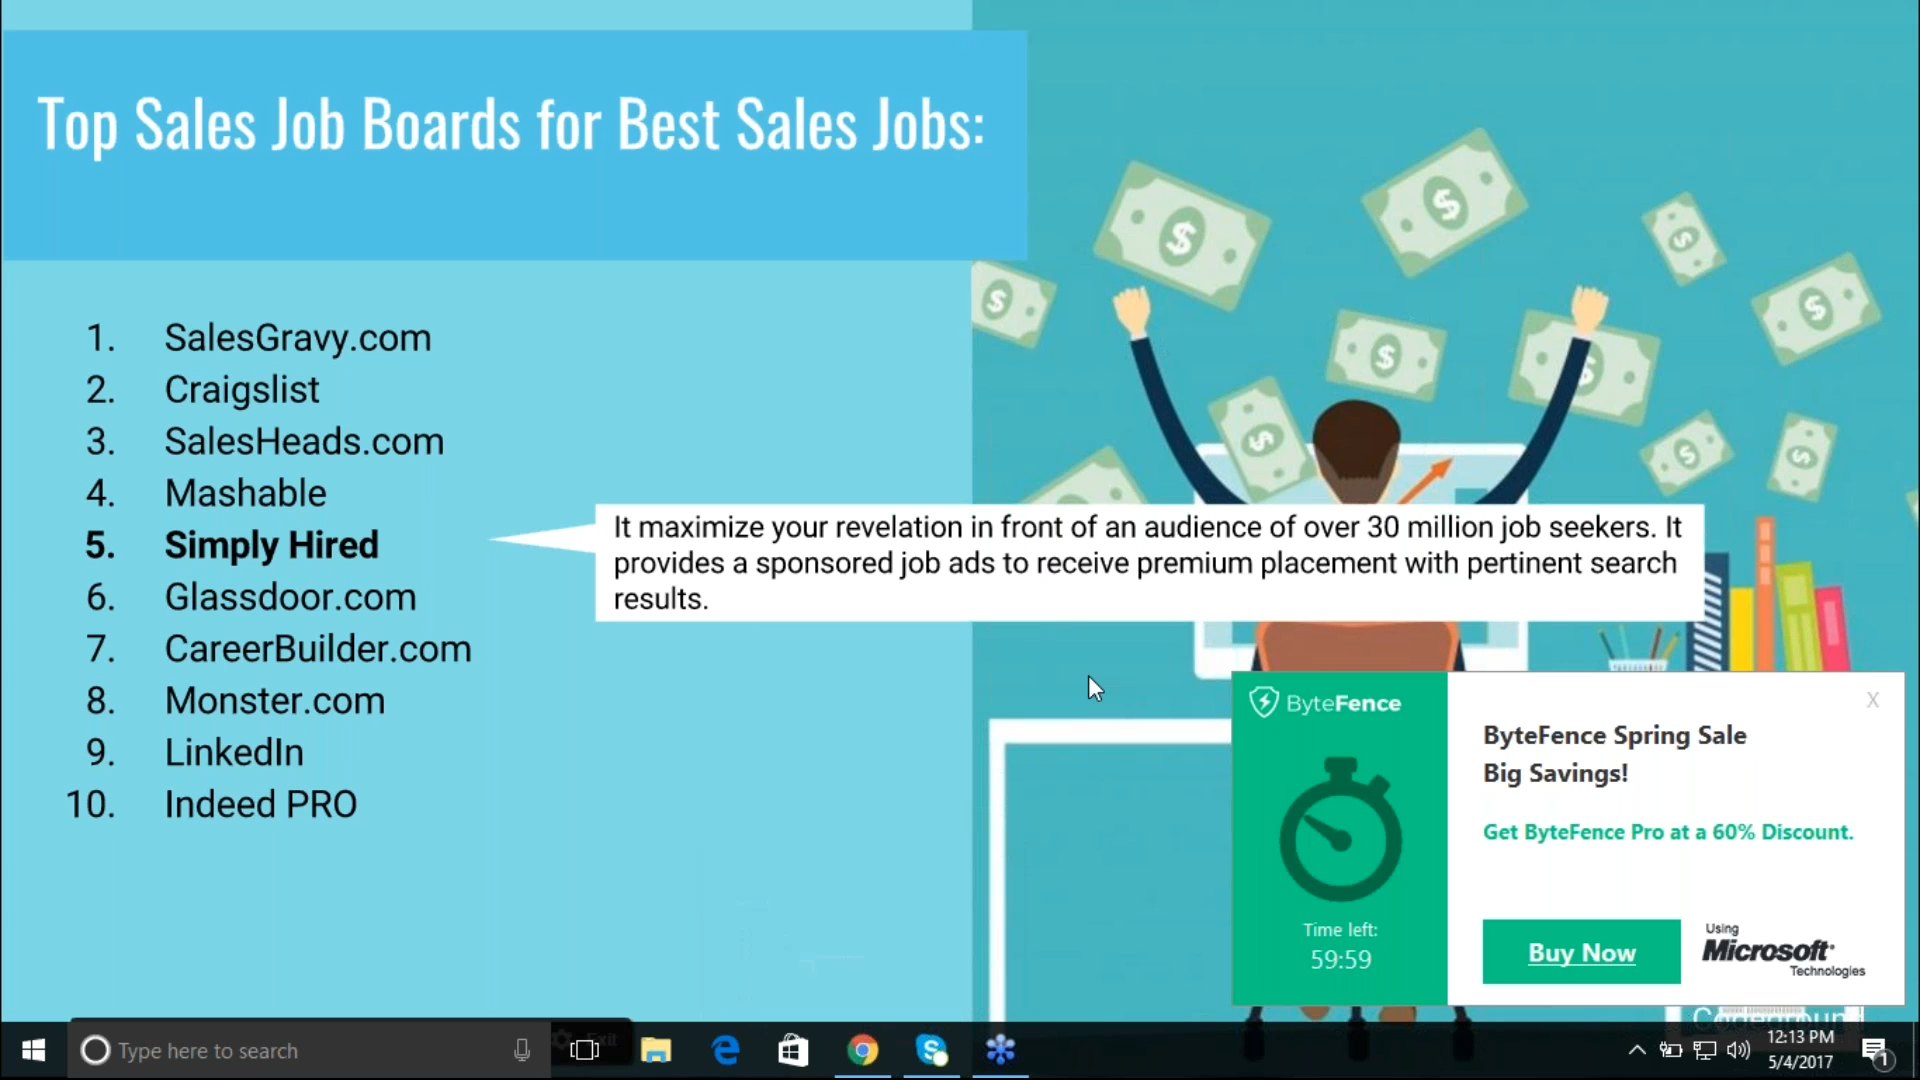 Top Sales Job Boards for Best Sales Jobs:
1. SalesGravy.com
2. Craigslist
3. SalesHeads.com
4. Mashable
5. Simply Hired
6. Glassdoor.com
7. CareerBuilder.com
8. Monster.com
9. LinkedIn
10. Indeed PRO
It maximize your revelation in front of an audience of over 30 million job seekers. It
provides a sponsored job ads to receive premium placement with pertinent search
results.
ByteFence
X
ByteFence Spring Sale
Big Savings!
Get ByteFence Pro at a 60% Discount.
Time left:
59:59
Buy Now
Using
Microsoft
Technologies
Type here to search
12:13 PM
5/4/2017
1